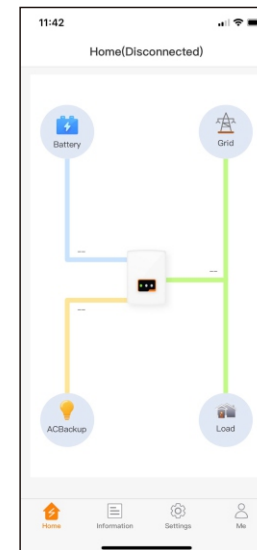 11:42
Home(Disconnected)
Battery
Grid
--
--
--
ACBackup
Load
Home
Information
Settings
Me